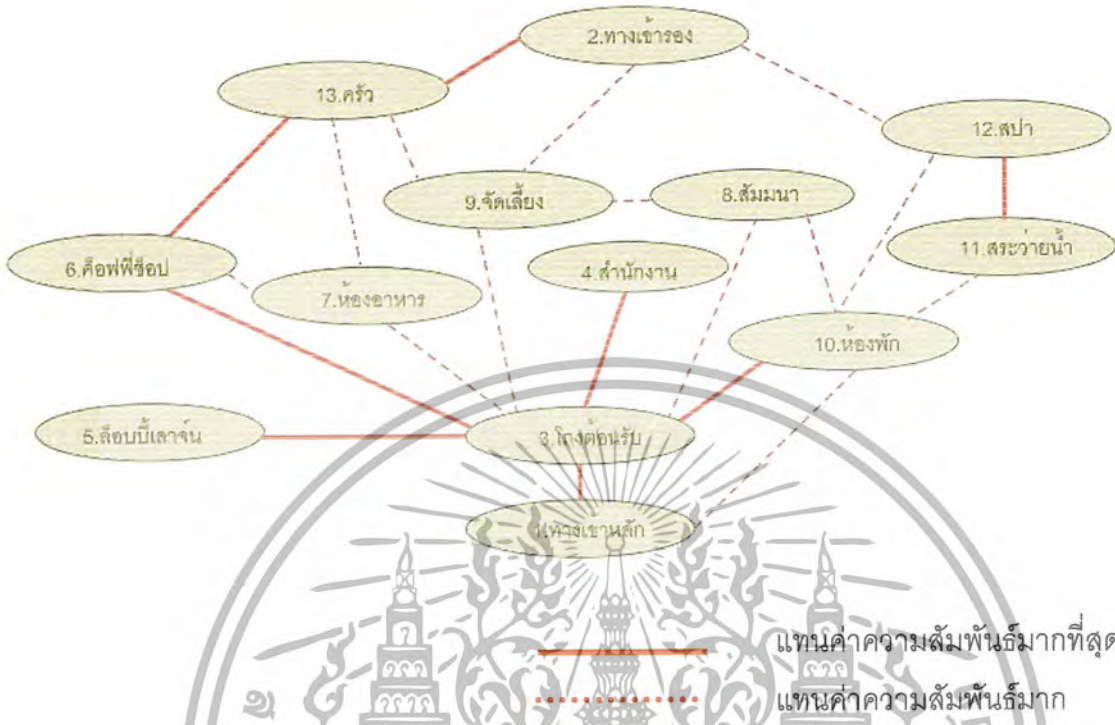 2.ทางเข้ารอง
13.ครัว
12.สปา
9.จัดเลี้ยง
8.สัมมนา
11.สระว่ายน้ำ
6.ค็อฟฟี่ช็อป
4.สำนักงาน
7.ห้องอาหาร
10.ห้องพัก
5.ล็อบบี้เลาจ์น
3.โถงต้อนรับ
1.ทางเข้าหลัก
แทนค่าความสัมพันธ์มากที่สุด
แทนค่าความสัมพันธ์มาก